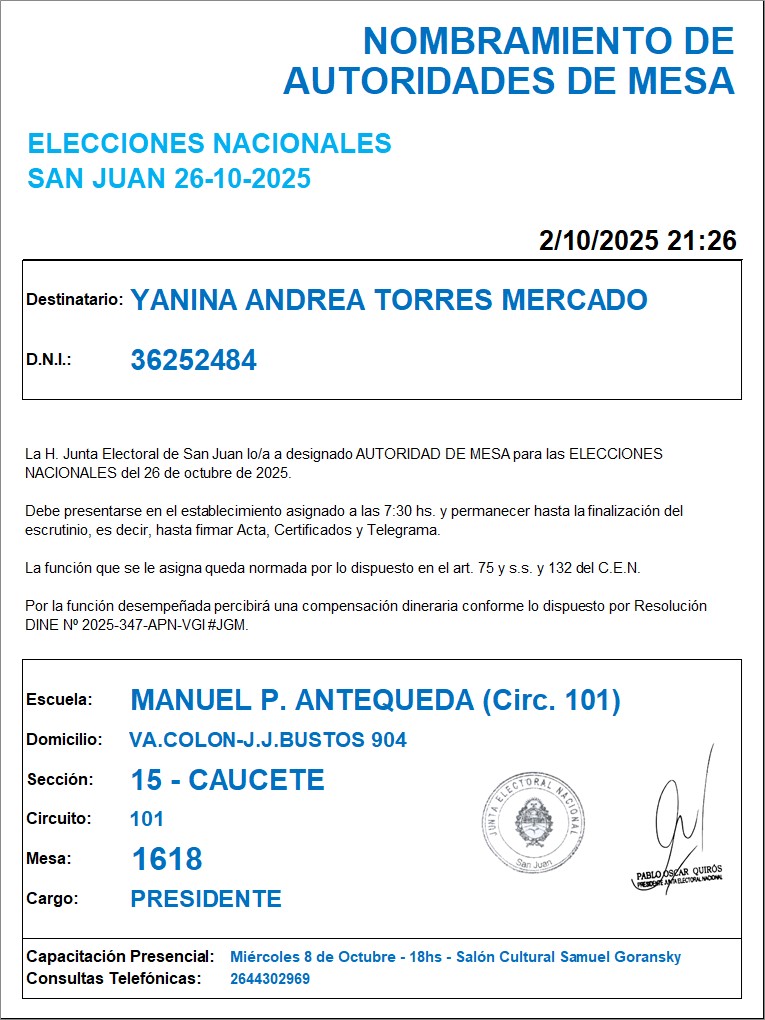 NOMBRAMIENTO DE
AUTORIDADES DE MESA
ELECCIONES NACIONALES
SAN JUAN 26-10-2025
2/10/2025 21:26
Destinatario: YANINA ANDREA TORRES MERCADO
D.N.I.: 36252484
La H. Junta Electoral de San Juan lo/a a designado AUTORIDAD DE MESA para las ELECCIONES
NACIONALES del 26 de octubre de 2025.
Debe presentarse en el establecimiento asignado a las 7:30 hs. y permanecer hasta la finalización del
escrutinio, es decir, hasta firmar Acta, Certificados y Telegrama.
La función que se le asigna queda normada por lo dispuesto en el art. 75 y s.s. y 132 del C.E.N.
Por la función desempeñada percibirá una compensación dineraria conforme lo dispuesto por Resolución
DINE Nº 2025-347-APN-VGI#JGM.
Escuela: MANUEL P. ANTEQUEDA (Circ. 101)
Domicilio: VA.COLON-J.J.BUSTOS 904
Sección: 15 - CAUCETE
Circuito: 101
Mesa: 1618
Cargo: PRESIDENTE
JUNTA ELECTORAL NACIONAL
San Juan
PABLO OSCAR QUIRÓS
PRESIDENTE JUNTA ELECTORAL NACIONAL
Capacitación Presencial: Miércoles 8 de Octubre - 18hs - Salón Cultural Samuel Goransky
Consultas Telefónicas: 2644302969